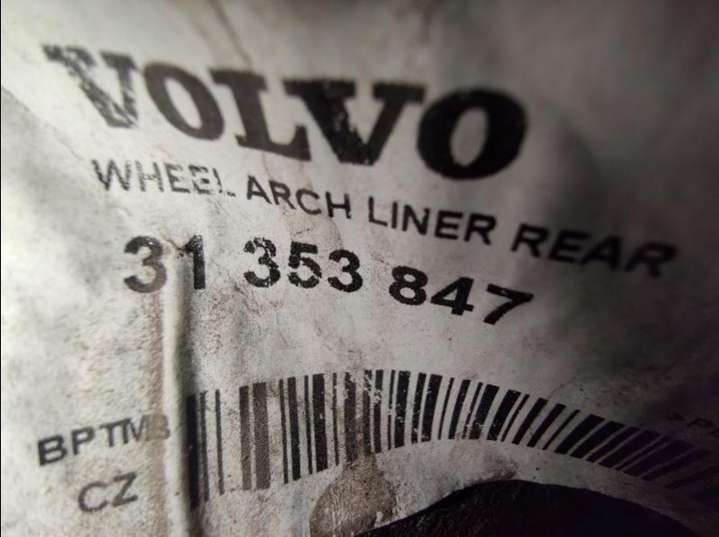 VOLVO
WHEEL ARCH LINER REAR
31 353 847
BPTMB
CZ